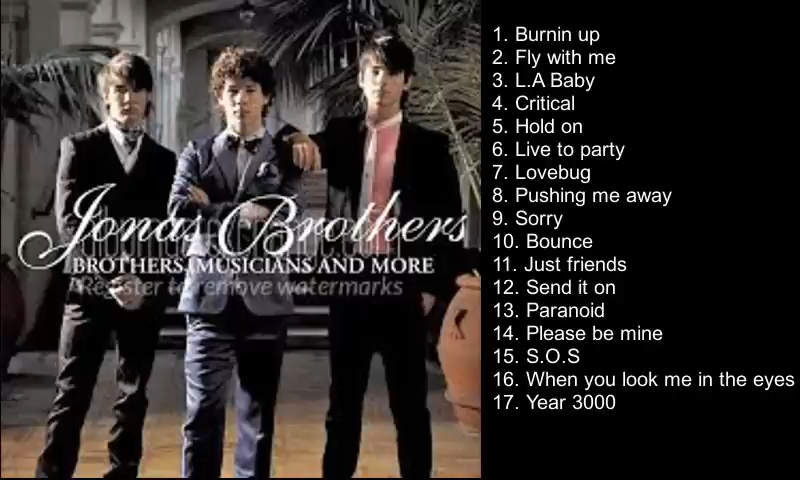 Jonas Brothers
BROTHERS, MUSICIANS AND MORE
Register to remove watermarks
1. Burnin up
2. Fly with me
3. L.A Baby
4. Critical
5. Hold on
6. Live to party
7. Lovebug
8. Pushing me away
9. Sorry
10. Bounce
11. Just friends
12. Send it on
13. Paranoid
14. Please be mine
15. S.O.S
16. When you look me in the eyes
17. Year 3000